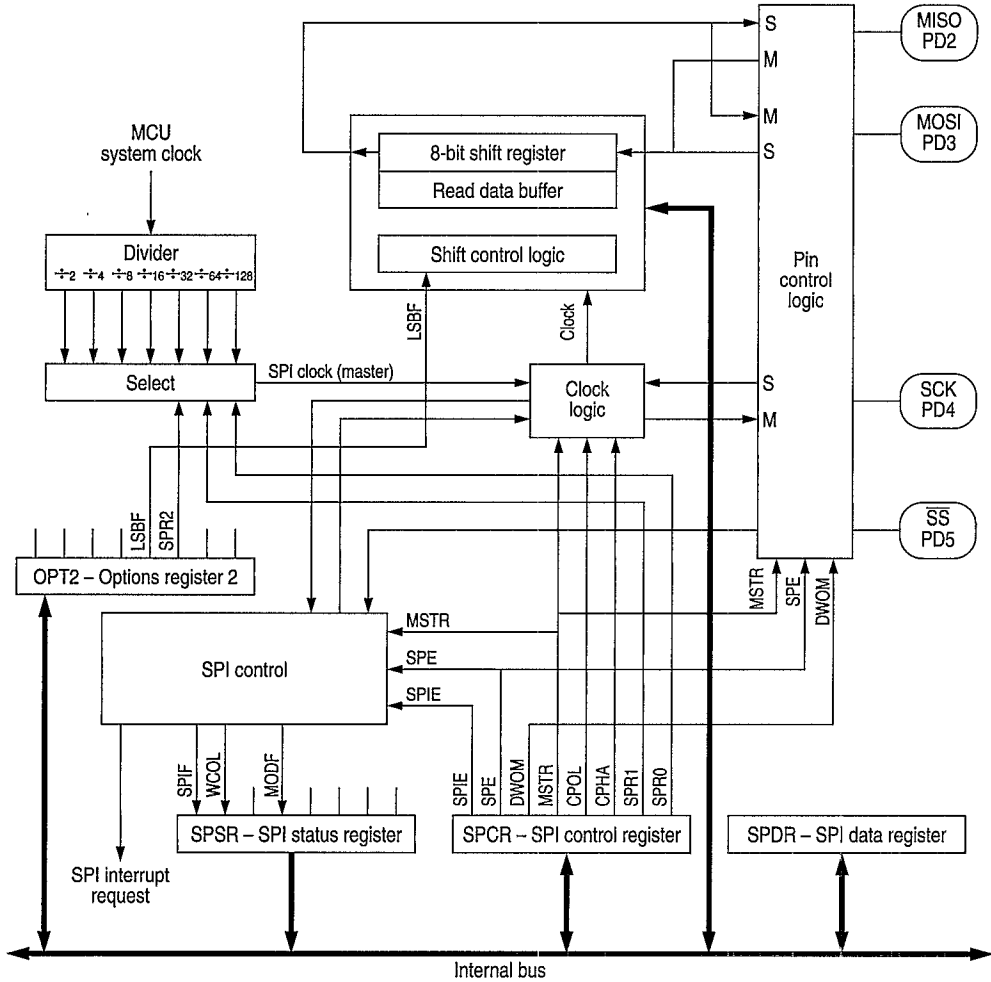 MISO
PD2
S
M
M
S
MOSI
PD3
MCU
system clock
8-bit shift register
Read data buffer
Shift control logic
Divider
÷2 ÷4 ÷8 ÷16 ÷32 ÷64 ÷128
Pin
control
logic
LSBF
Clock
Select
SPI clock (master)
Clock
logic
S
M
SCK
PD4
LSBF
SPR2
SS
PD5
OPT2 – Options register 2
MSTR
SPE
DWOM
MSTR
SPE
SPIE
SPI control
SPIF
WCOL
MODF
SPIE
SPE
DWOM
MSTR
CPOL
CPHA
SPR1
SPR0
SPSR – SPI status register
SPCR – SPI control register
SPDR – SPI data register
SPI interrupt
request
Internal bus